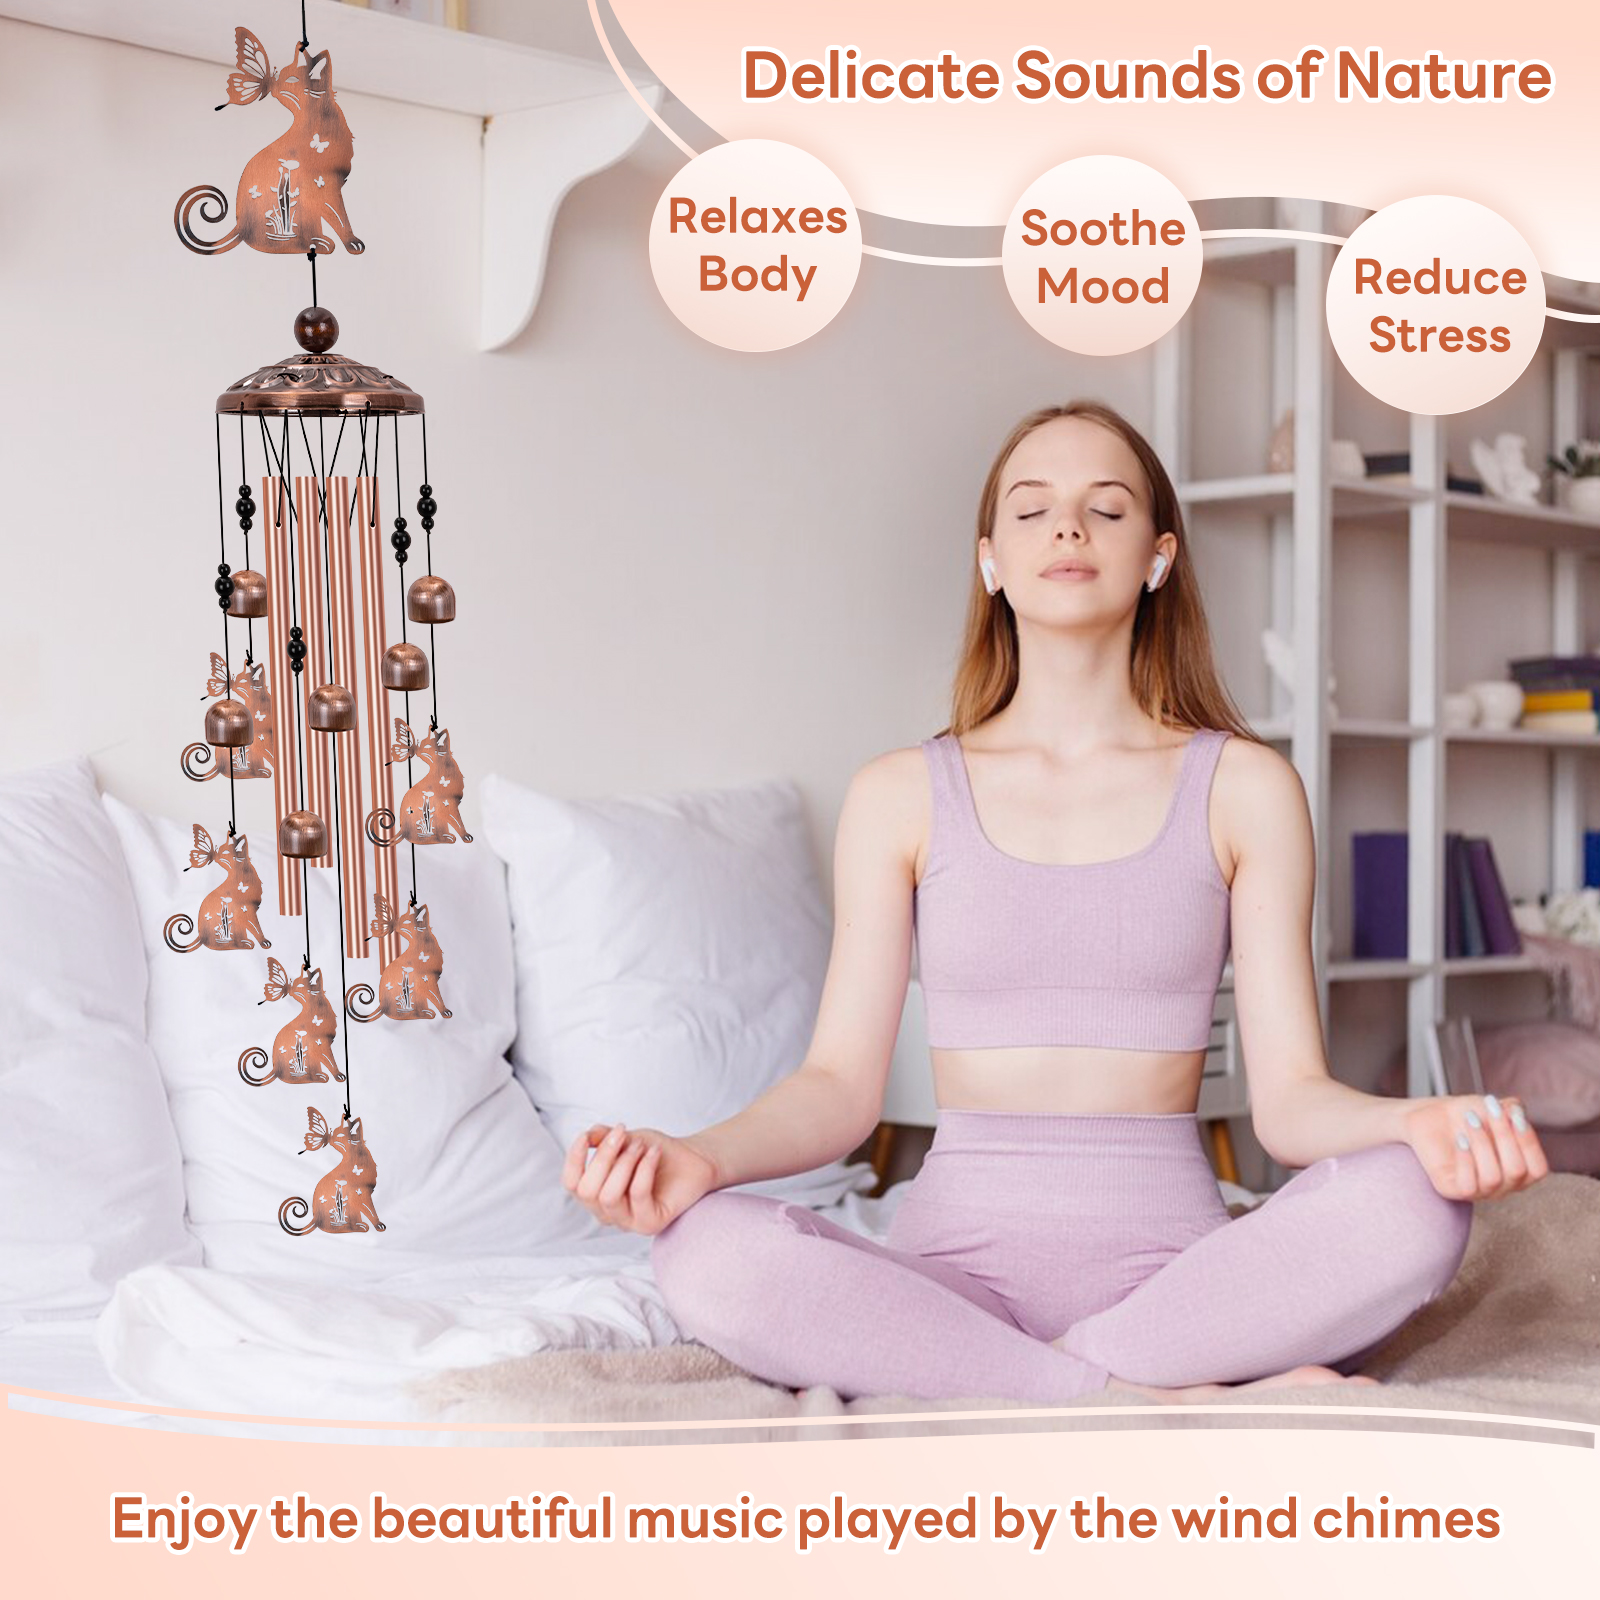 Delicate Sounds of Nature
Relaxes
Body
Soothe
Mood
Reduce
Stress
Enjoy the beautiful music played by the wind chimes